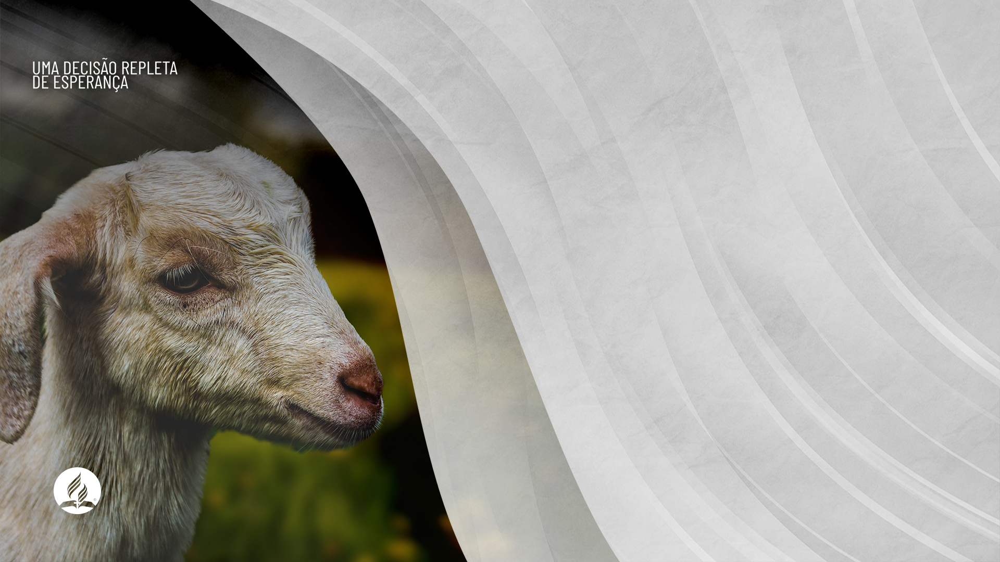 UMA DECISÃO REPLETA
DE ESPERANÇA